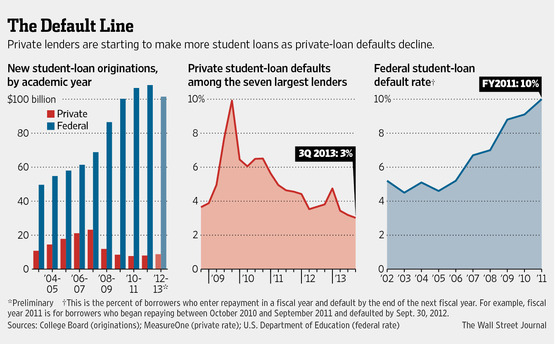 The Default Line
Private lenders are starting to make more student loans as private-loan defaults decline.
New student-loan originations,
by academic year
$100 billion
Private
Federal
80
60
40
20
0
'04-
05
'06-
07
'08-
09
'10-
11
'12-
13*
Private student-loan defaults
among the seven largest lenders
10%
8
6
4
2
0
3Q 2013: 3%
'09
'10
'11
'12
'13
Federal student-loan
default rate†
FY2011: 10%
10%
8
6
4
2
0
'02
'03
'04
'05
'06
'07
'08
'09
'10
'11
*Preliminary †This is the percent of borrowers who enter repayment in a fiscal year and default by the end of the next fiscal year. For example, fiscal
year 2011 is for borrowers who began repaying between October 2010 and September 2011 and defaulted by Sept. 30, 2012.
Sources: College Board (originations); MeasureOne (private rate); U.S. Department of Education (federal rate)
The Wall Street Journal